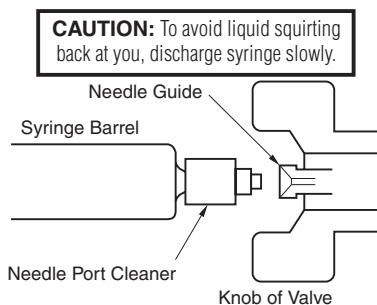 CAUTION: To avoid liquid squirting
back at you, discharge syringe slowly.
Needle Guide
Syringe Barrel
Needle Port Cleaner
Knob of Valve